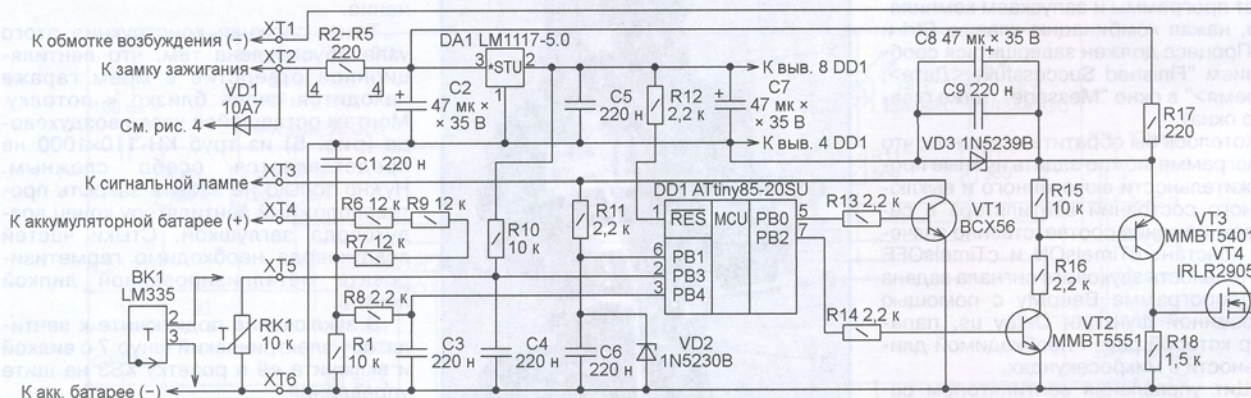 XT1
К обмотке возбуждения и
XT2
замку зажигания
R2–R5
220
4
4
DA1 LM1117-5.0
3
STU
2
1
VD1
10A7
См. рис. 4
C1 220 н
C2
47 мк ×
× 35 В
C5
220 н
R12
2,2 к
К выв. 8 DD1
C7
47 мк ×
× 35 В
К выв. 4 DD1
C8 47 мк × 35 В
C9 220 н
VD3 1N5239B
R17
220
К сигнальной лампе
XT3
К аккумуляторной батарее (+)
XT4
R6 12 к
R9 12 к
R7 12 к
XT5
R8 2,2 к
R10
10 к
R11
2,2 к
DD1 ATtiny85-20SU
1
RES
MCU
PB0
5
PB2
7
6
PB1
2
PB3
3
PB4
R13 2,2 к
R14 2,2 к
VT1
BCX56
R15
10 к
VT3
MMBT5401
VT4
IRLR2905
R16
2,2 к
VT2
MMBT5551
R18
1,5 к
BK1
LM335
2
3
1
RK1
10 к
R1
10 к
C3
220 н
C4
220 н
C6
220 н
VD2
1N5230B
XT6
К акк. батарее (–)